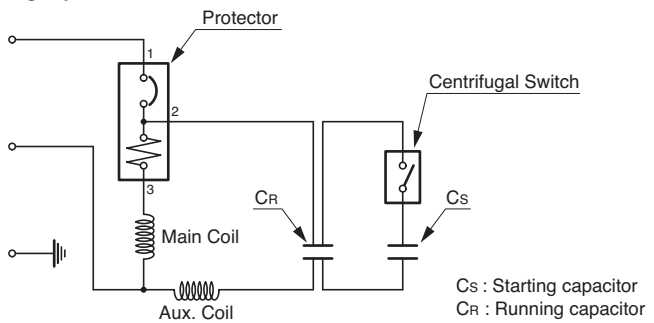 Protector
1
Centrifugal Switch
2
3
CR
CS
Main Coil
Aux. Coil
CS : Starting capacitor
CR : Running capacitor